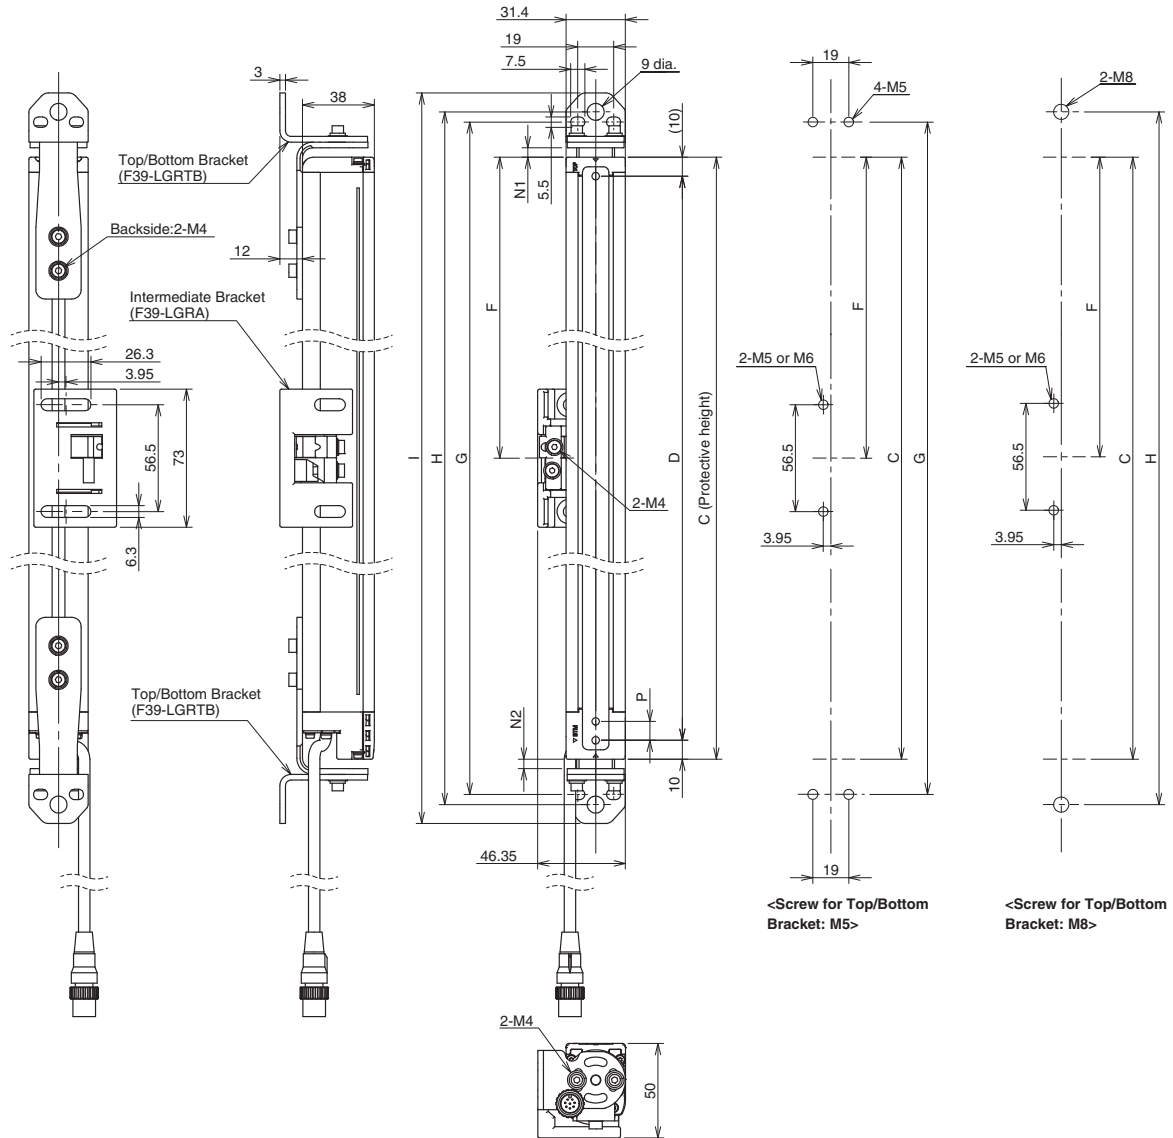 31.4
19
7.5
9 dia.
3
38
(10)
19
4-M5
2-M8
Top/Bottom Bracket
(F39-LGRTB)
N1
5.5
Backside:2-M4
12
Intermediate Bracket
(F39-LGRA)
F
F
F
26.3
3.95
2-M5 or M6
2-M5 or M6
56.5
73
I
H
G
D
C (Protective height)
56.5
C
G
56.5
C
H
2-M4
6.3
3.95
3.95
Top/Bottom Bracket
(F39-LGRTB)
N2
P
10
46.35
19
<Screw for Top/Bottom
Bracket: M5>
<Screw for Top/Bottom
Bracket: M8>
2-M4
50